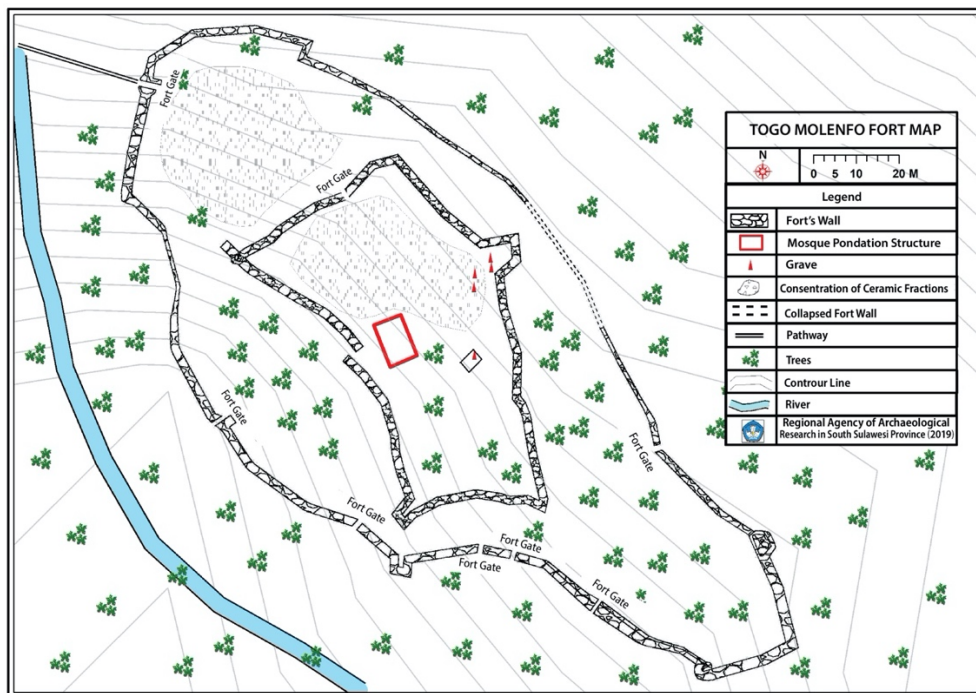 TOGO MOLENFO FORT MAP
N
0 5 10 20 M
Legend
Fort's Wall
Mosque Pondation Structure
Grave
Consentration of Ceramic Fractions
Collapsed Fort Wall
Pathway
Trees
Controur Line
River
Regional Agency of Archaeological
Research in South Sulawesi Province (2019)
Fort Gate
Fort Gate
Fort Gate
Fort Gate
Fort Gate
Fort Gate
Fort Gate
Fort Gate